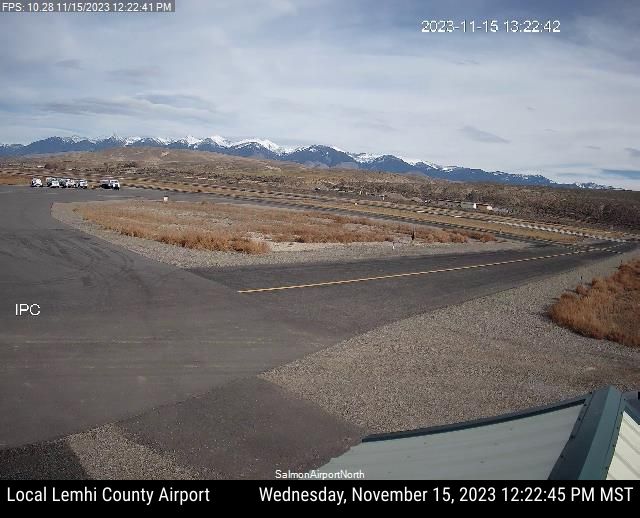 FPS: 10.28 11/15/2023 12:22:41 PM
2023-11-15 13:22:42
IPC
SalmonAirportNorth
Local Lemhi County Airport Wednesday, November 15, 2023 12:22:45 PM MST